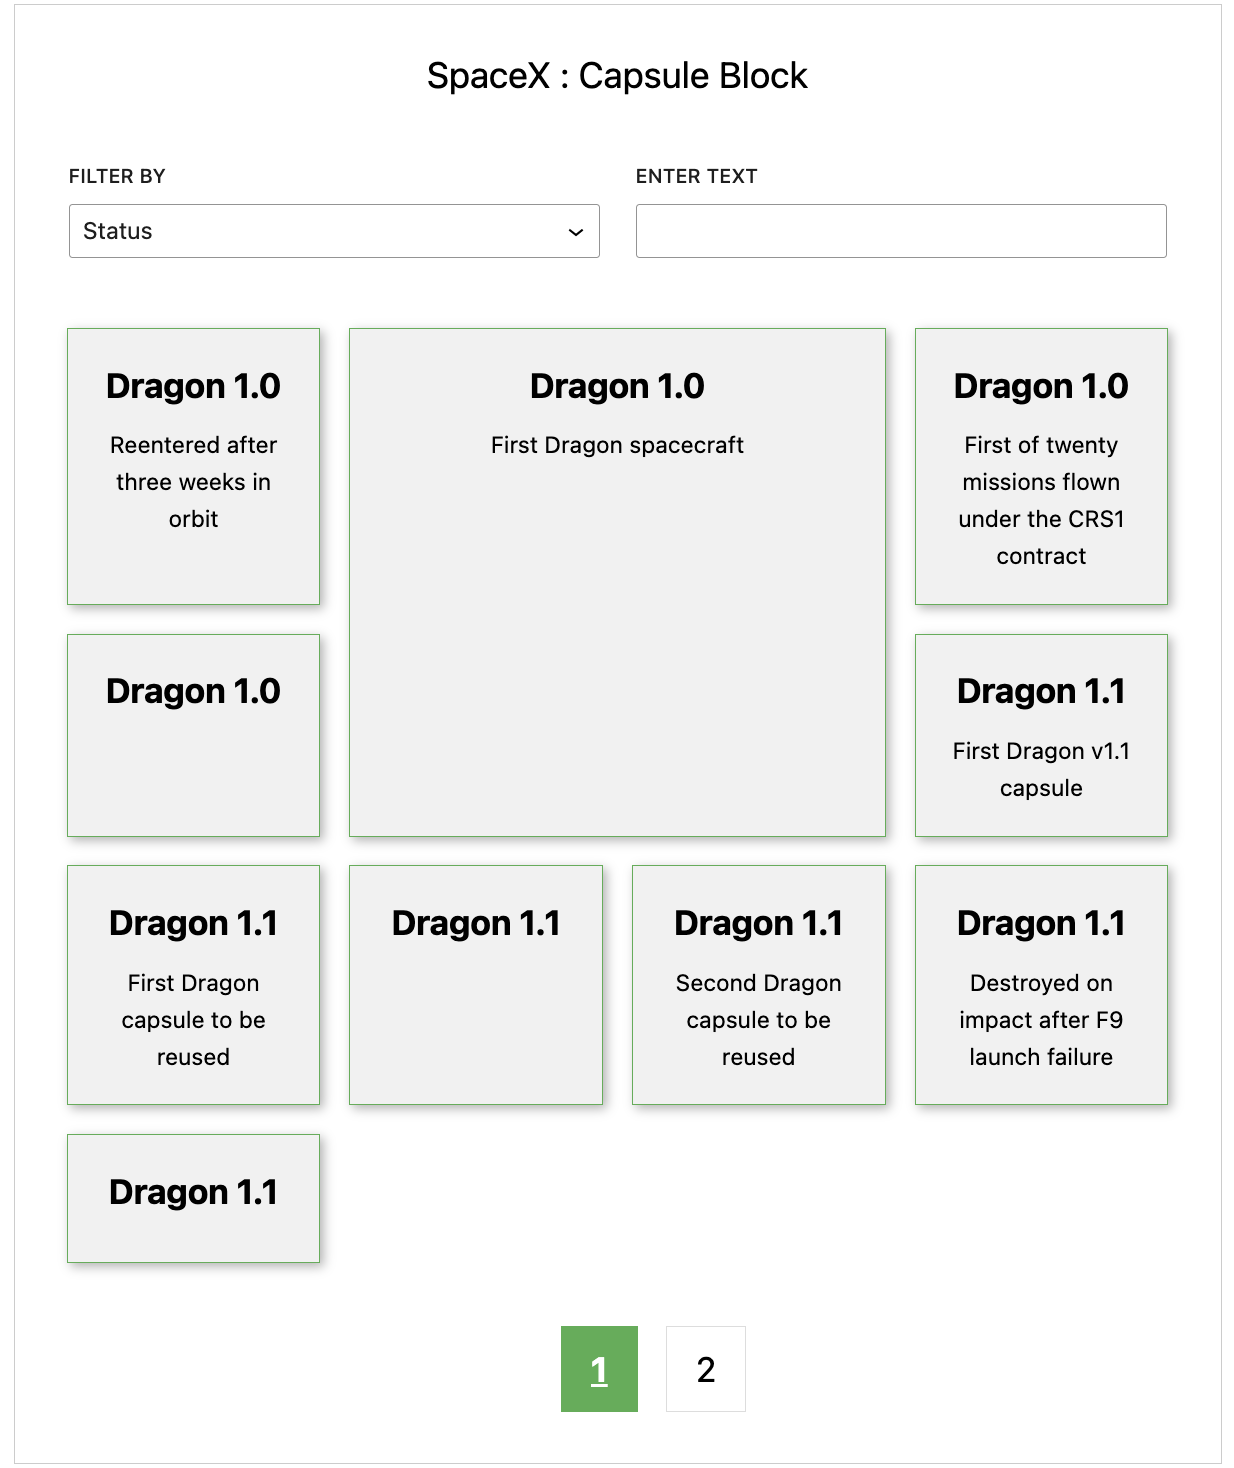 SpaceX : Capsule Block
FILTER BY
ENTER TEXT
Status
Dragon 1.0
Reentered after
three weeks in
orbit
Dragon 1.0
First Dragon spacecraft
Dragon 1.0
First of twenty
missions flown
under the CRS1
contract
Dragon 1.0
Dragon 1.1
First Dragon v1.1
capsule
Dragon 1.1
First Dragon
capsule to be
reused
Dragon 1.1
Dragon 1.1
Second Dragon
capsule to be
reused
Dragon 1.1
Destroyed on
impact after F9
launch failure
Dragon 1.1
1
2